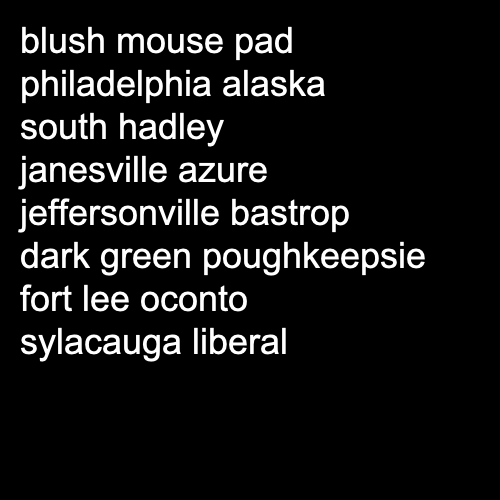 blush mouse pad
philadelphia alaska
south hadley
janesville azure
jeffersonville bastrop
dark green poughkeepsie
fort lee oconto
sylacauga liberal